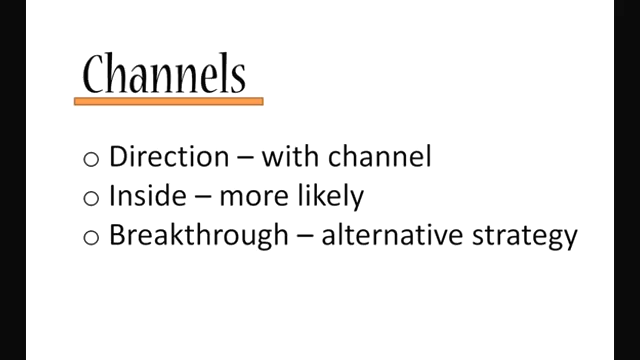 Channels
○ Direction – with channel
○ Inside – more likely
○ Breakthrough – alternative strategy